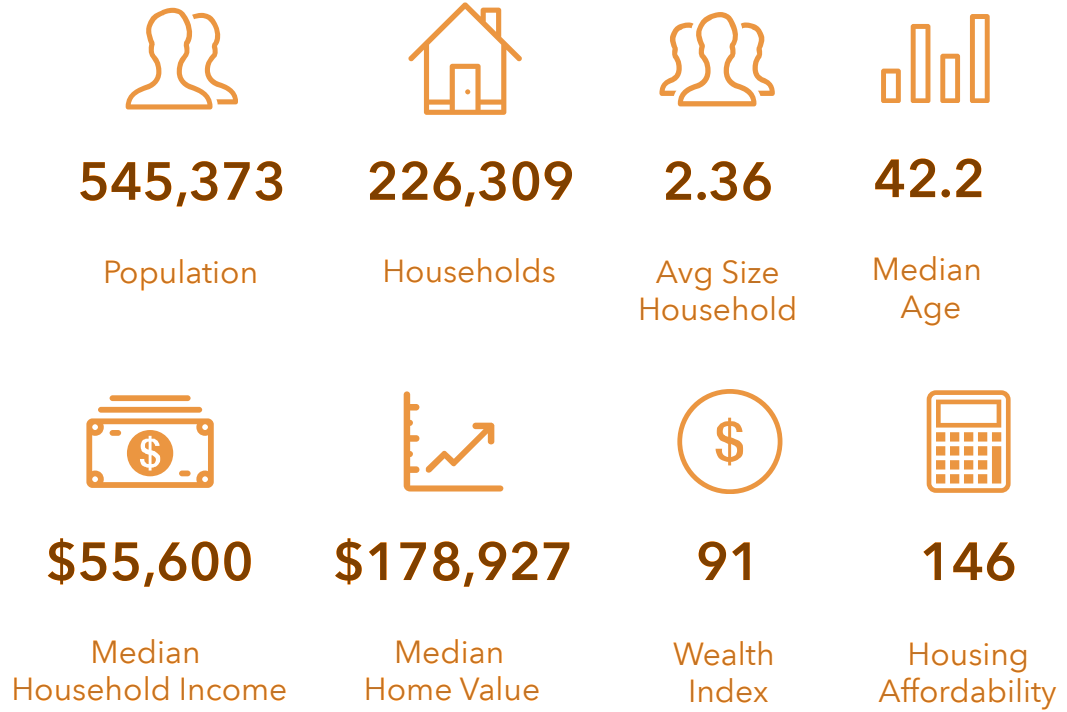 545,373
226,309
2.36
42.2
Population
Households
Avg Size
Household
Median
Age
$
$
$55,600
$178,927
91
146
Median
Household Income
Median
Home Value
Wealth
Index
Housing
Affordability